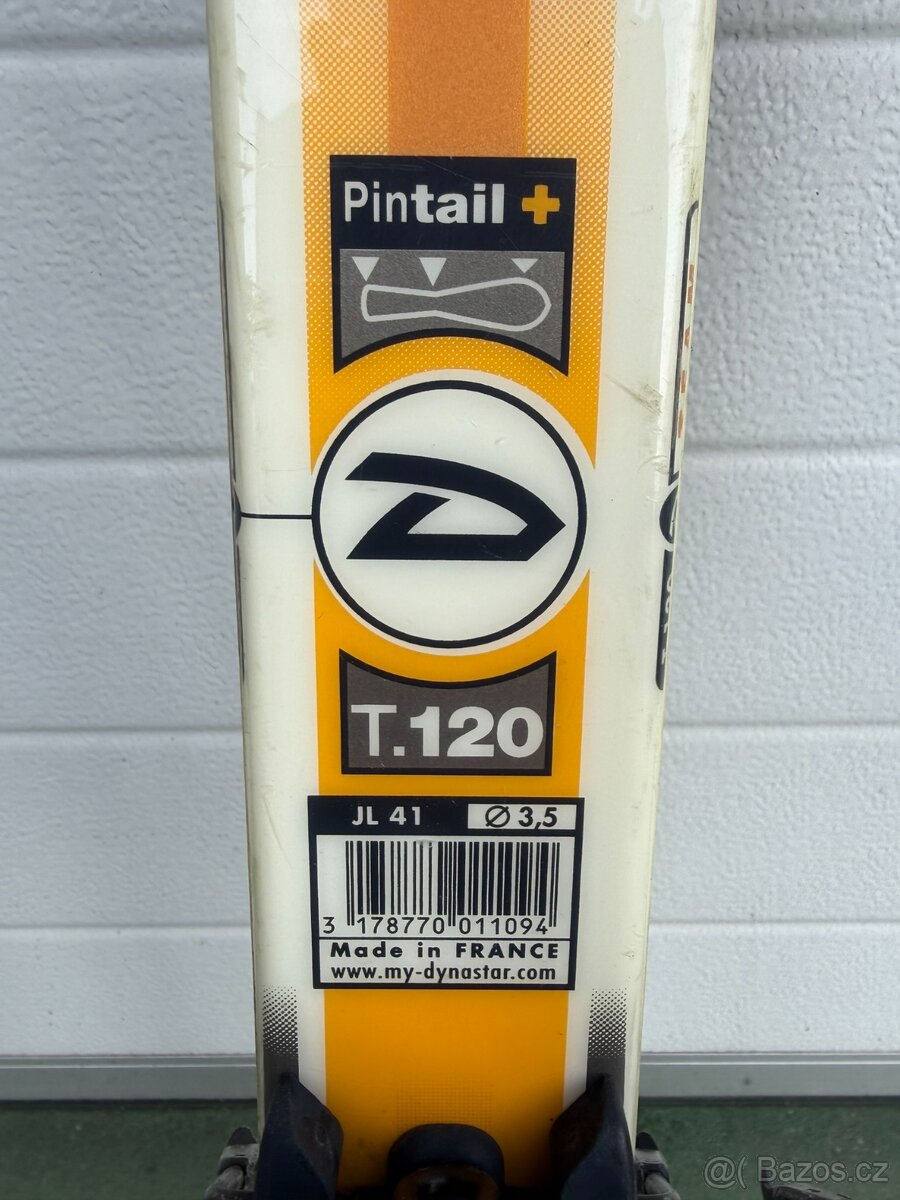 Pintail +
T.120
JL 41 Ø 3,5
3 178770 011094
Made in FRANCE
www.my-dynastar.com
@( Bazos.cz